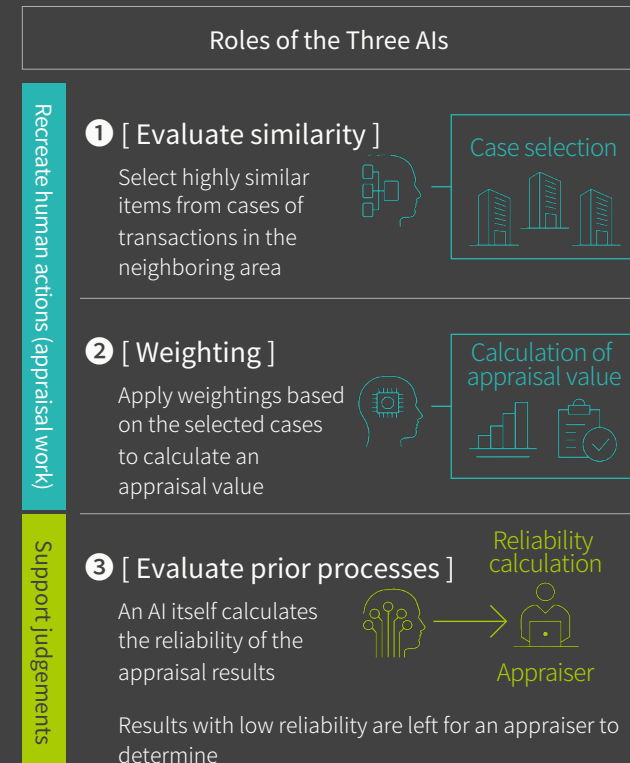 Roles of the Three AIs
Recreate human actions (appraisal work)
1 [ Evaluate similarity ]
Select highly similar
items from cases of
transactions in the
neighboring area
Case selection
2 [ Weighting ]
Apply weightings based
on the selected cases
to calculate an
appraisal value
Calculation of
appraisal value
Support judgements
3 [ Evaluate prior processes ]
An AI itself calculates
the reliability of the
appraisal results
Reliability
calculation
Appraiser
Results with low reliability are left for an appraiser to
determine